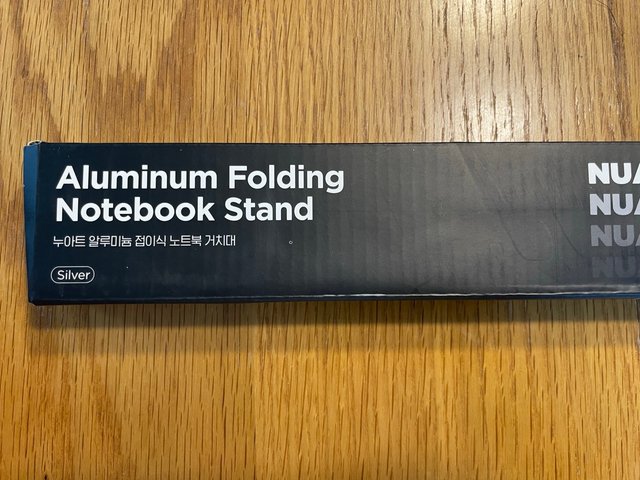 Aluminum Folding
Notebook Stand
누아트 알루미늄 접이식 노트북 거치대
Silver